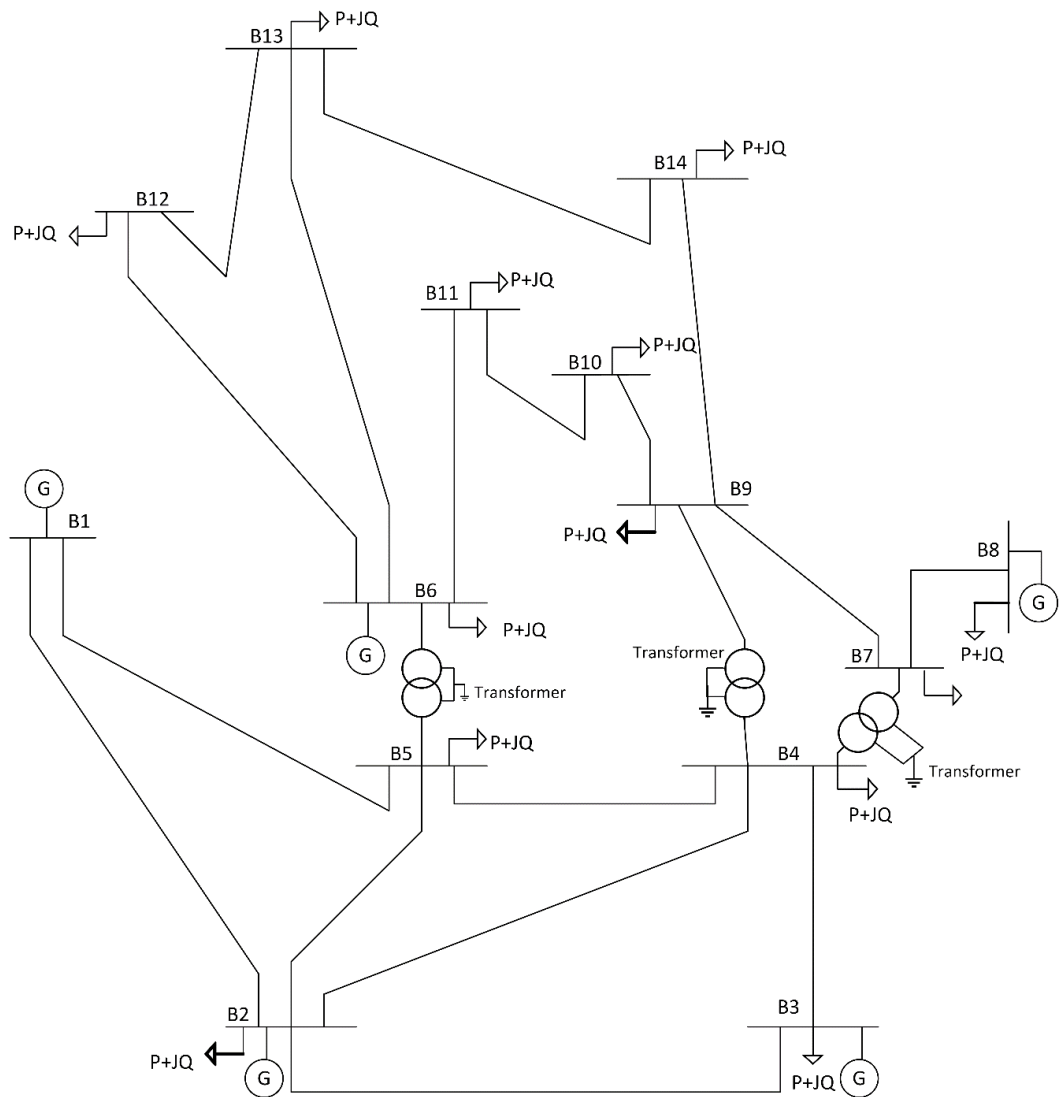 P+JQ
B13
P+JQ
B14
B12
P+JQ
P+JQ
B11
P+JQ
B10
G
B9
B1
P+JQ
B8
B6
G
P+JQ
P+JQ
G
Transformer
B7
Transformer
P+JQ
B5
B4
Transformer
P+JQ
B3
B2
P+JQ
G
P+JQ
G